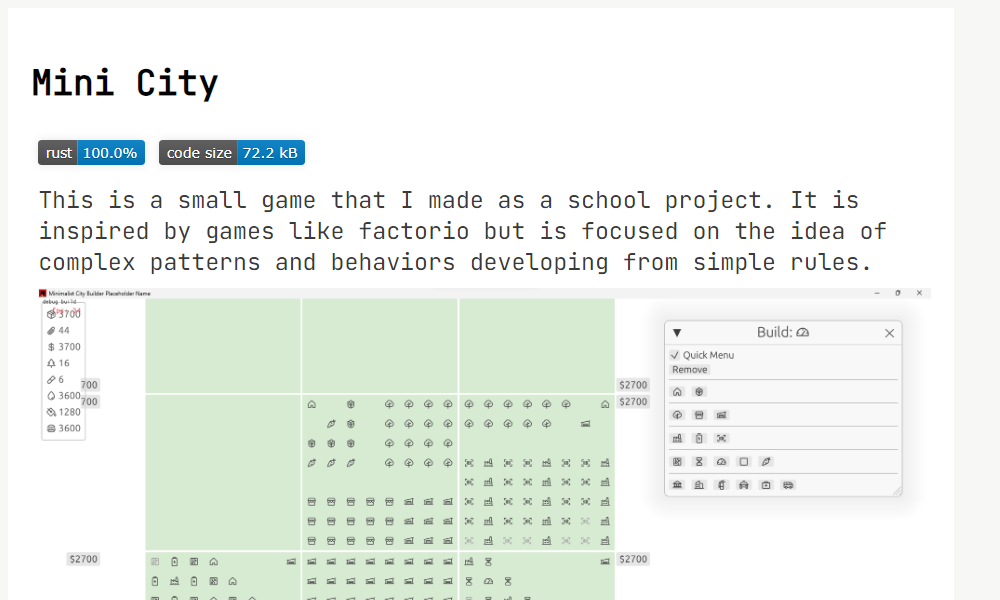 Mini City
rust 100.0% code size 72.2 kB
This is a small game that I made as a school project. It is
inspired by games like factorio but is focused on the idea of
complex patterns and behaviors developing from simple rules.
Minimalist City Builder Placeholder Name
debug build
3700
44
$ 3700
16
6
3600
1280
3600
700
700
$2700
$2700
$2700
$2700
Build:
Quick Menu
Remove